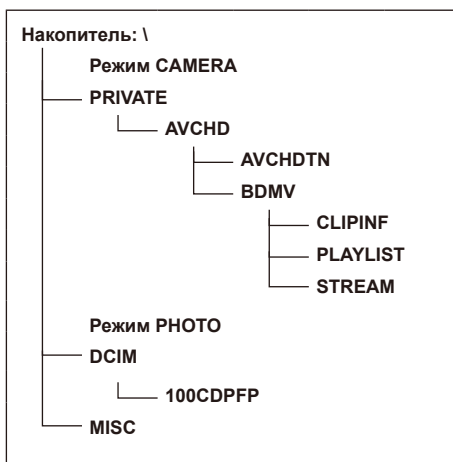 Накопитель: \
Режим CAMERA
PRIVATE
AVCHD
AVCHDTN
BDMV
CLIPINF
PLAYLIST
STREAM
Режим PHOTO
DCIM
100CDPFP
MISC